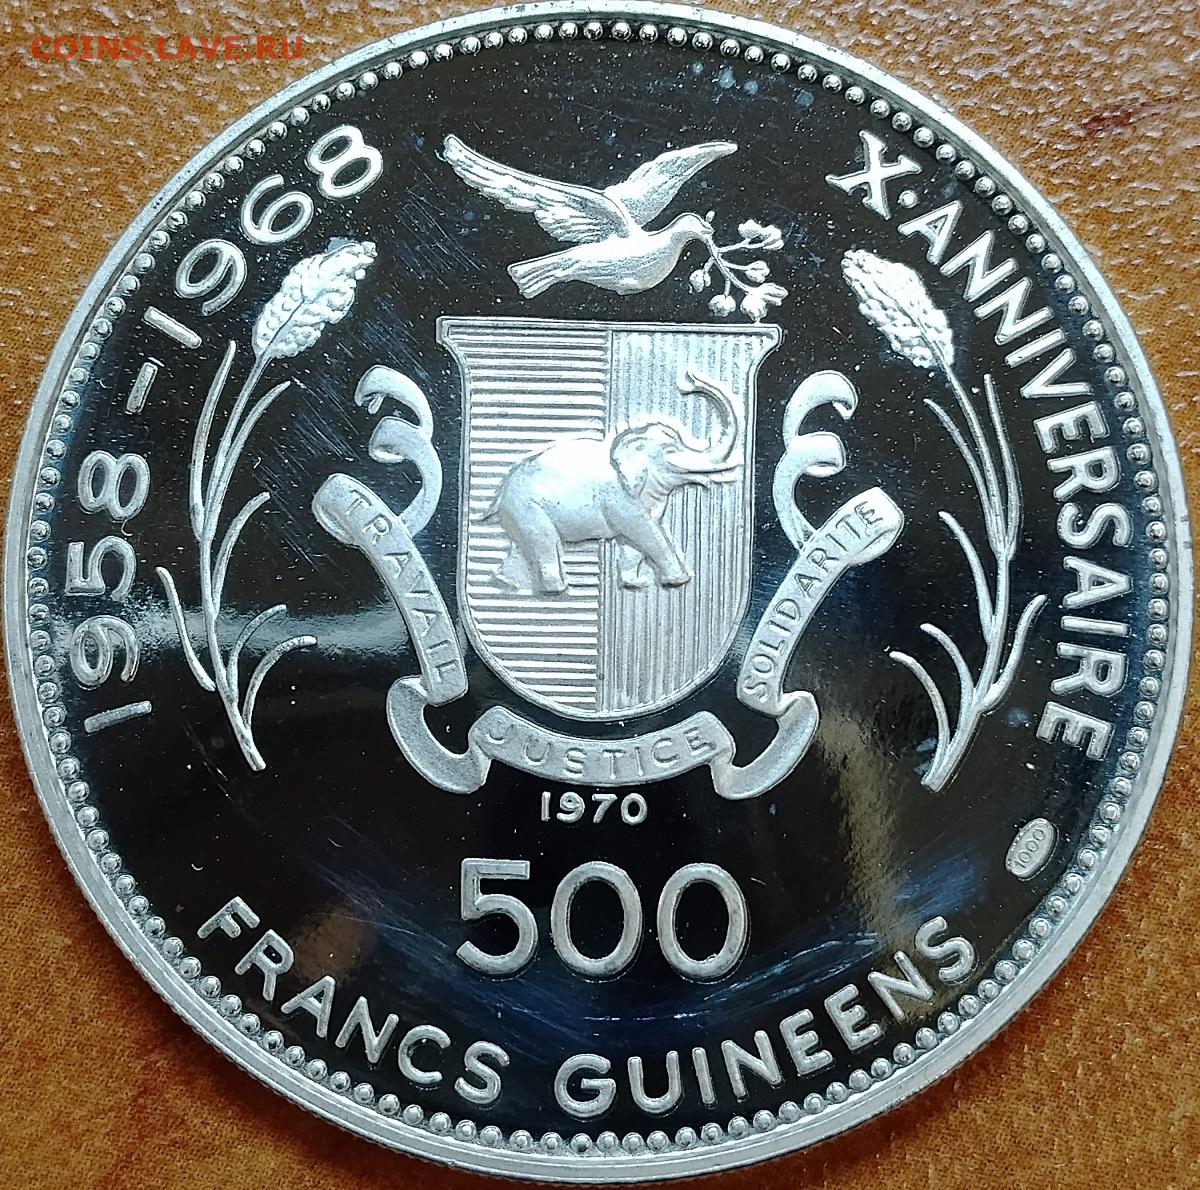 COINS.LAVE.RU
1958-1968
X·ANNIVERSAIRE
TRAVAIL
JUSTICE
SOLIDARITE
1970
1000
500
FRANCS GUINEENS